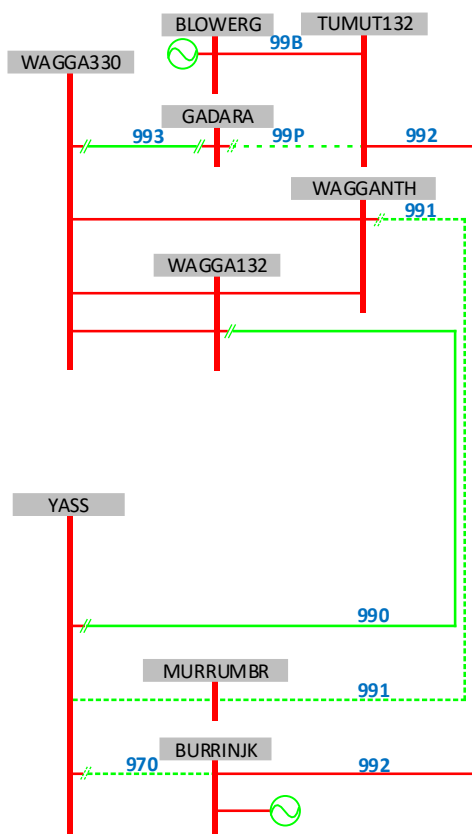 BLOWERG
TUMUT132
99B
WAGGA330
GADARA
993
99P
992
WAGGANTH
991
WAGGA132
YASS
990
MURRUMBR
991
BURRINJK
970
992